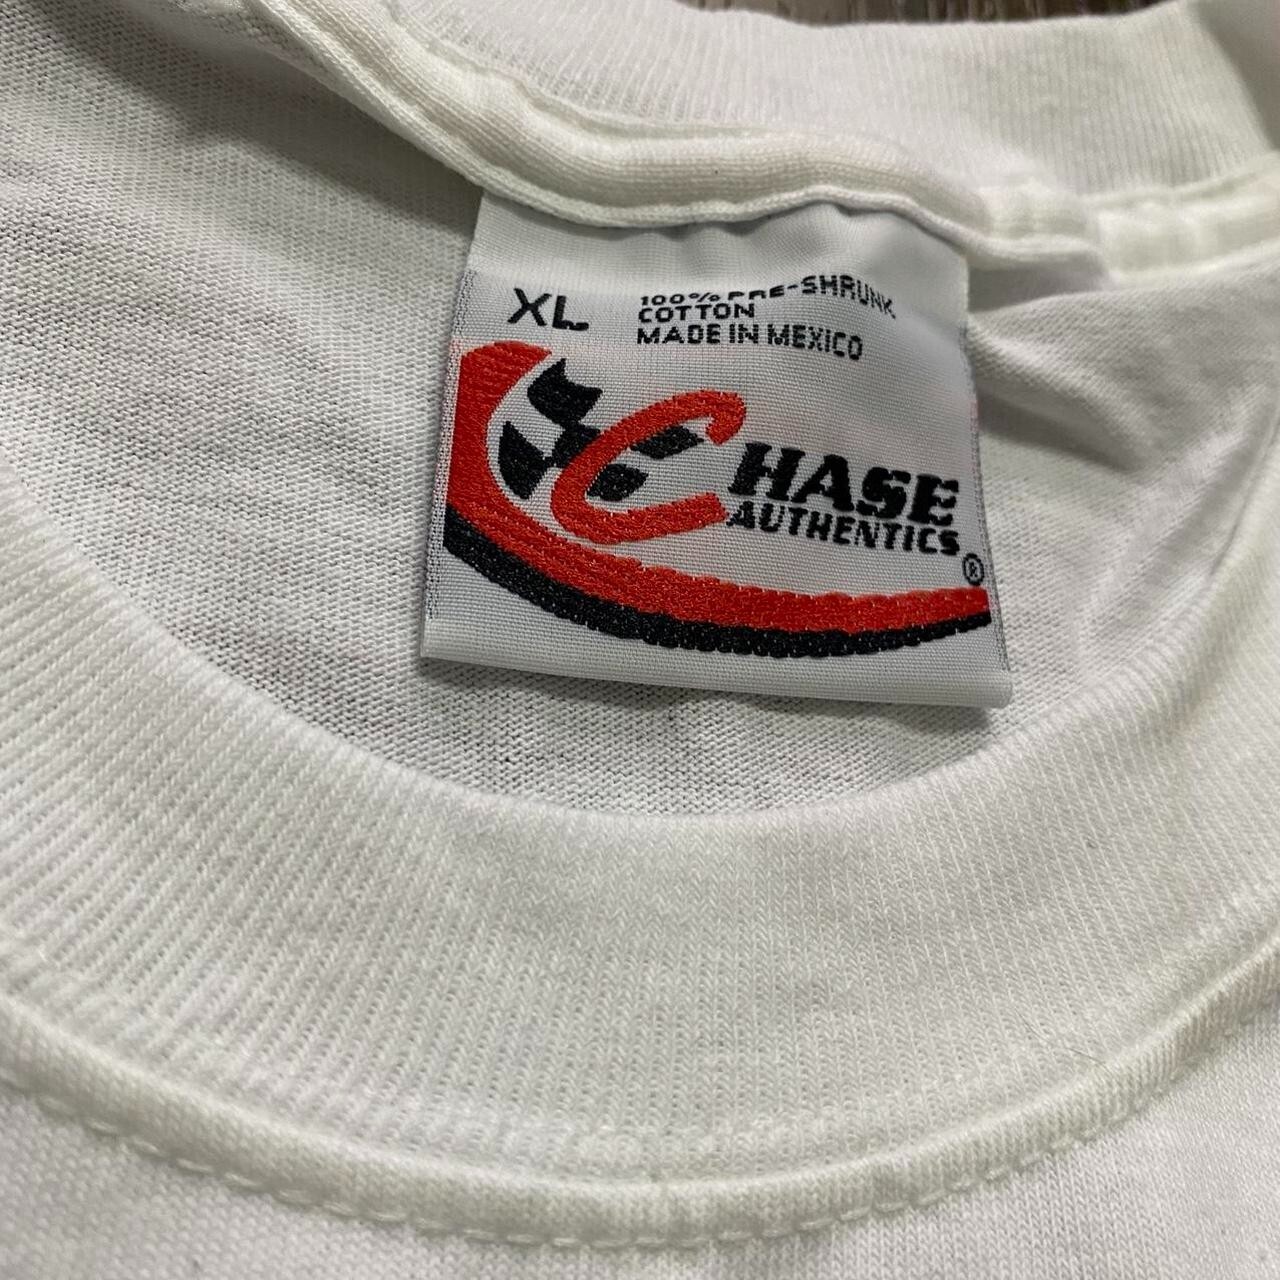 XL
100% PRE-SHRUNK
COTTON
MADE IN MEXICO
CHASE
AUTHENTICS®